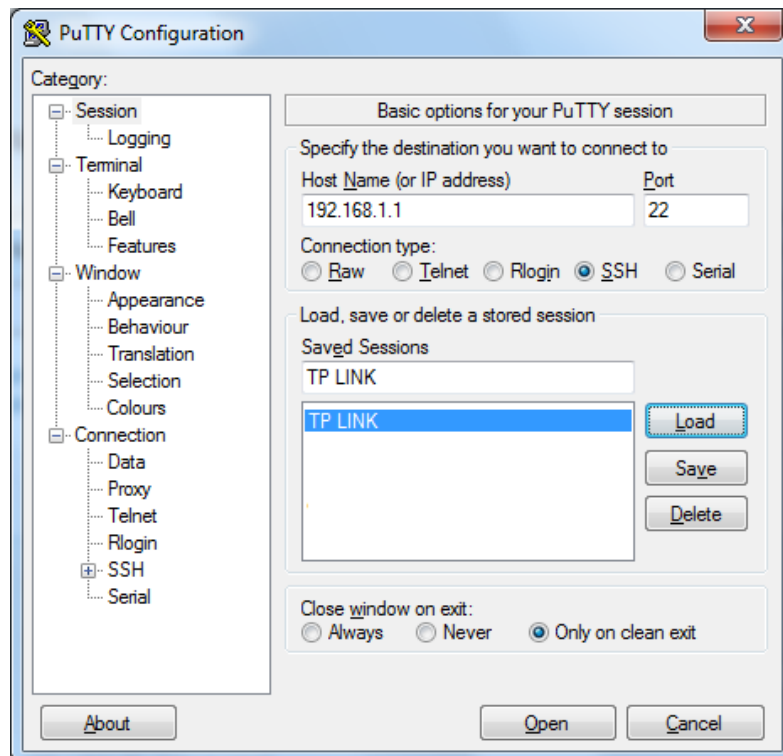 PuTTY Configuration
Category:
Session
Logging
Terminal
Keyboard
Bell
Features
Window
Appearance
Behaviour
Translation
Selection
Colours
Connection
Data
Proxy
Telnet
Rlogin
SSH
Serial
Basic options for your PuTTY session
Specify the destination you want to connect to
Host Name (or IP address) Port
192.168.1.1 22
Connection type:
Raw Telnet Rlogin SSH Serial
Load, save or delete a stored session
Saved Sessions
TP LINK
TP LINK
Load
Save
Delete
Close window on exit:
Always Never Only on clean exit
About Open Cancel